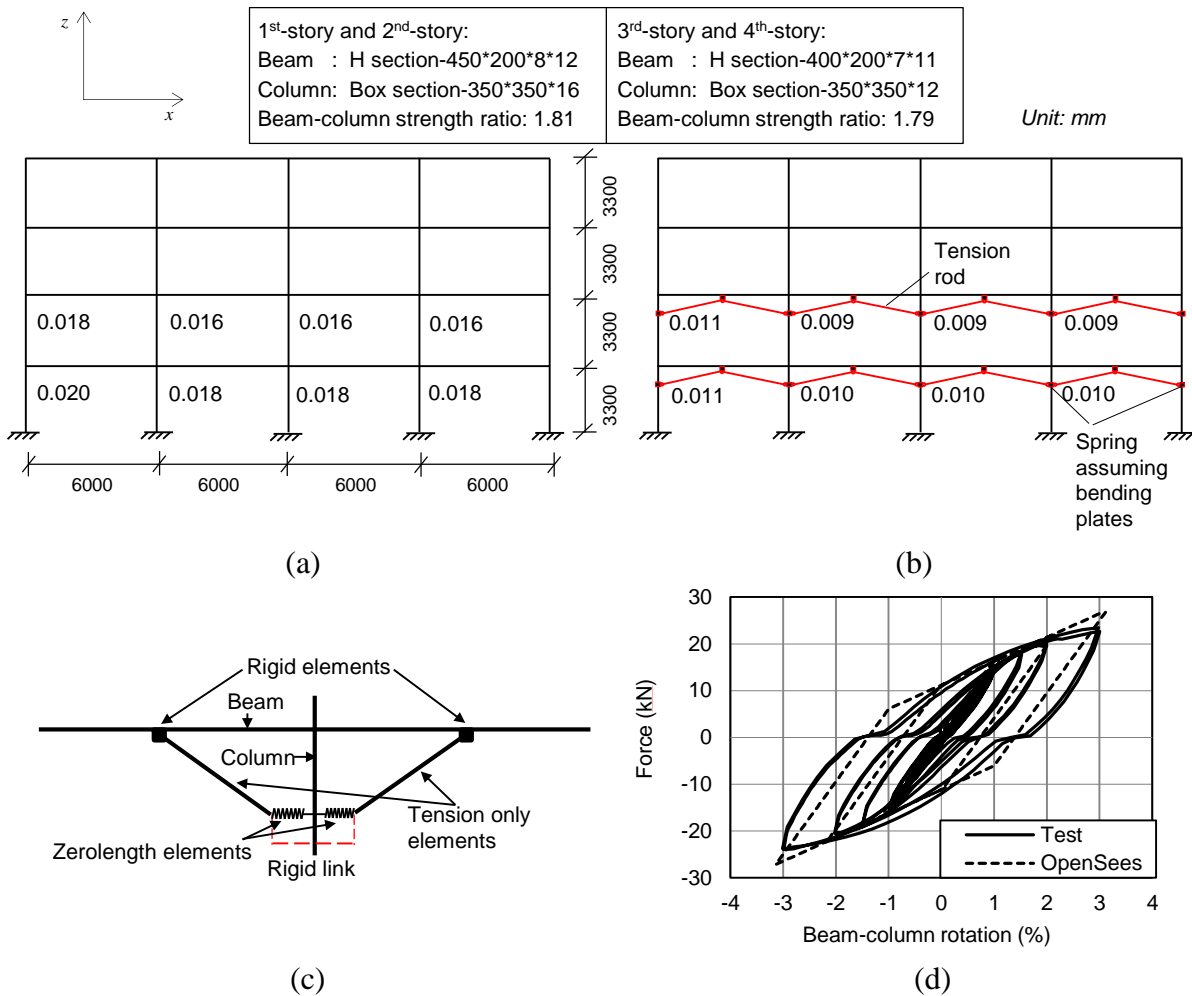 z
x
1st-story and 2nd-story:
Beam : H section-450*200*8*12
Column: Box section-350*350*16
Beam-column strength ratio: 1.81
3rd-story and 4th-story:
Beam : H section-400*200*7*11
Column: Box section-350*350*12
Beam-column strength ratio: 1.79
Unit: mm
0.018 0.016 0.016 0.016
0.020 0.018 0.018 0.018
3300
3300
3300
3300
6000 6000 6000 6000
(a)
Tension
rod
0.011 0.009 0.009 0.009
0.011 0.010 0.010 0.010
Spring
assuming
bending
plates
(b)
Rigid elements
Beam
Column
Tension only
elements
Zerolength elements
Rigid link
(c)
30
20
10
0
-10
-20
-30
Force (kN)
Test
OpenSees
-4 -3 -2 -1 0 1 2 3 4
Beam-column rotation (%)
(d)